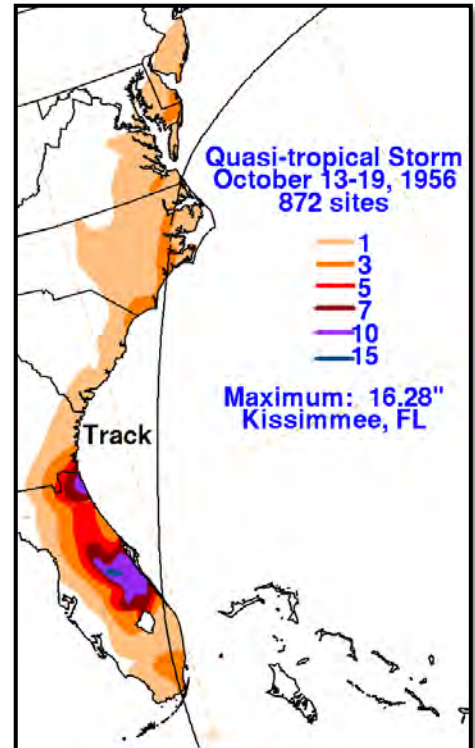 Quasi-tropical Storm
October 13-19, 1956
872 sites
1
3
5
7
10
15
Maximum: 16.28"
Kissimmee, FL
Track